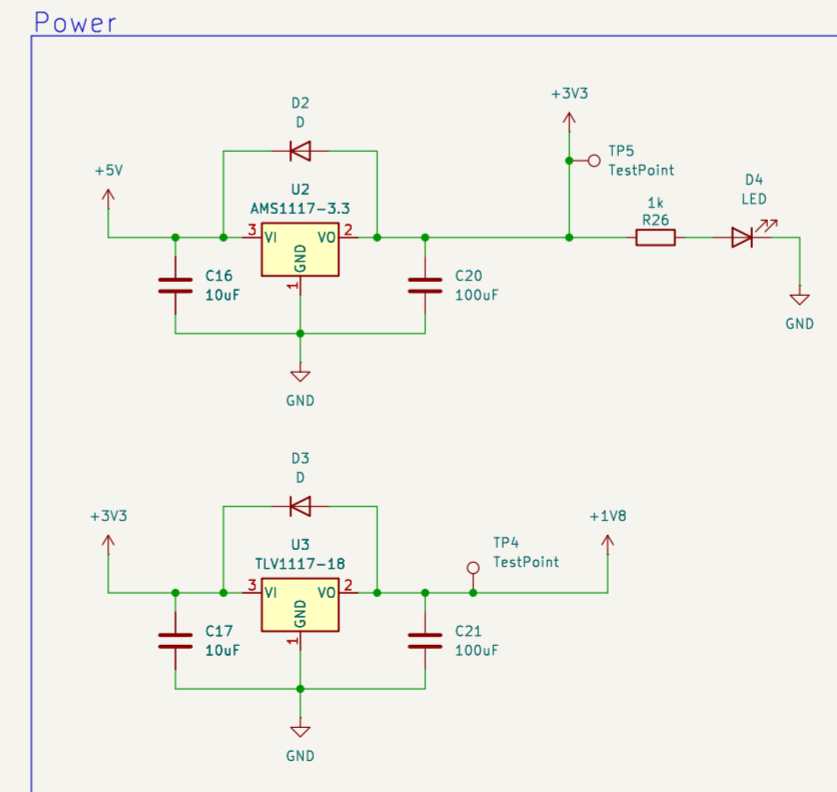 Power
D2
D
+3V3
TP5
TestPoint
+5V
U2
AMS1117-3.3
D4
LED
1k
R26
3
VI
VO
2
GND
1
C16
10uF
C20
100uF
GND
GND
D3
D
+3V3
U3
TLV1117-18
TP4
TestPoint
+1V8
3
VI
VO
2
GND
1
C17
10uF
C21
100uF
GND